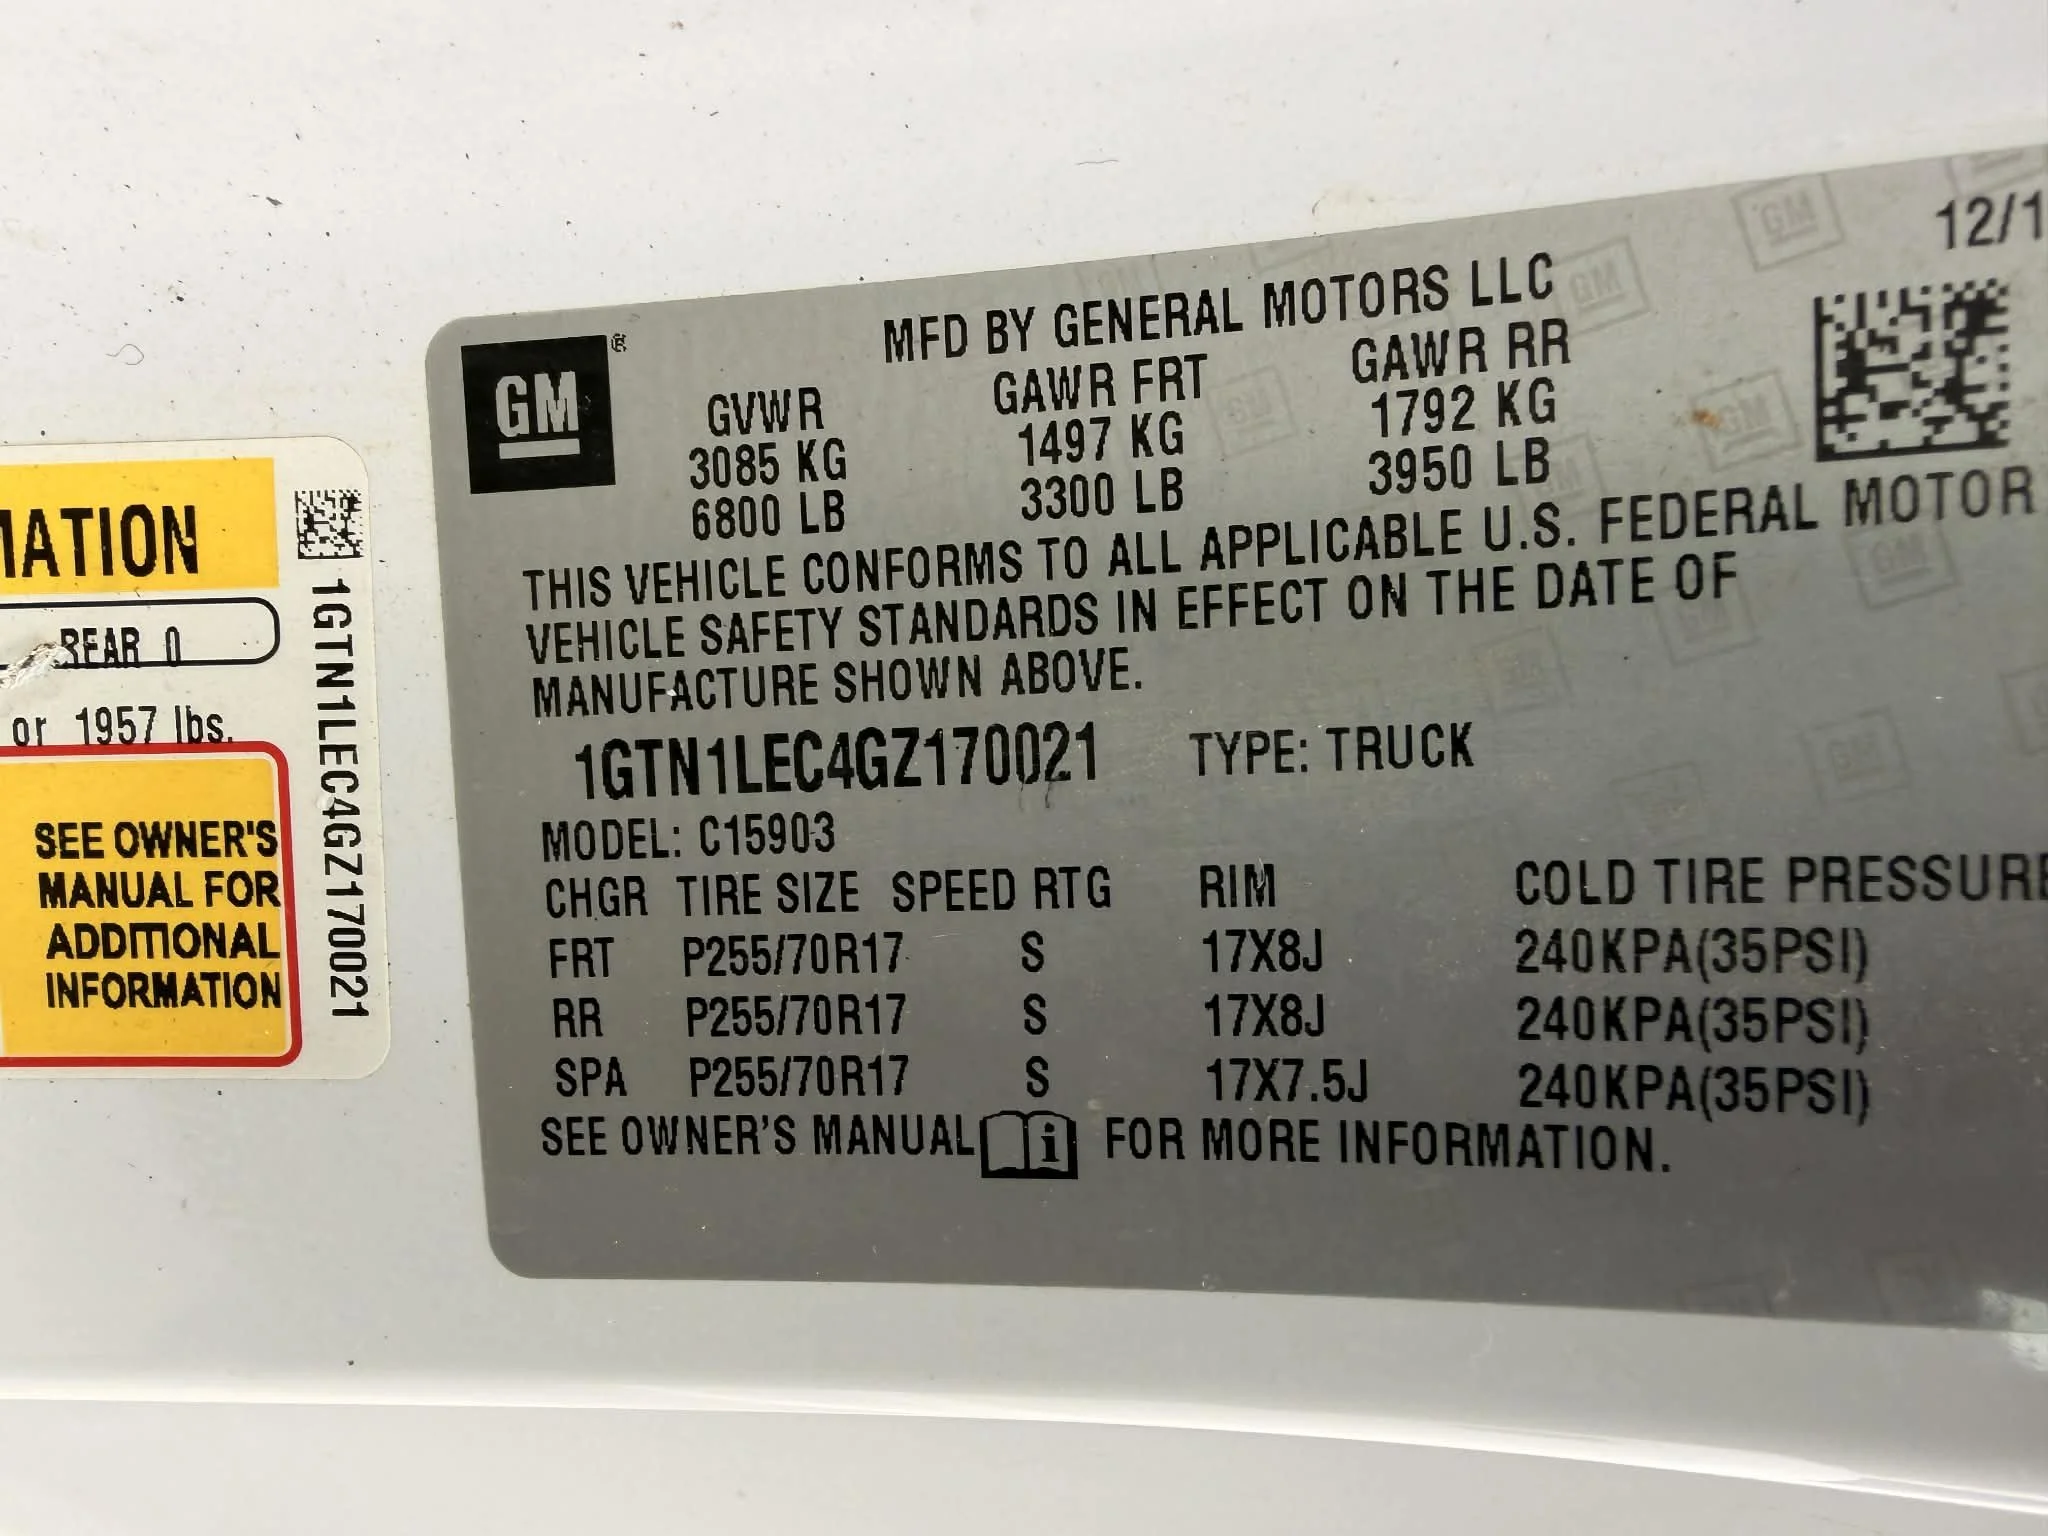 MATION
REAR 0
or 1957 lbs.
SEE OWNER'S
MANUAL FOR
ADDITIONAL
INFORMATION
1GTN1LEC4GZ170021
GM®
12/1
MFD BY GENERAL MOTORS LLC
GVWR GAWR FRT GAWR RR
3085 KG 1497 KG 1792 KG
6800 LB 3300 LB 3950 LB
THIS VEHICLE CONFORMS TO ALL APPLICABLE U.S. FEDERAL MOTOR
VEHICLE SAFETY STANDARDS IN EFFECT ON THE DATE OF
MANUFACTURE SHOWN ABOVE.
1GTN1LEC4GZ170021 TYPE: TRUCK
MODEL: C15903
CHGR TIRE SIZE SPEED RTG RIM COLD TIRE PRESSURE
FRT P255/70R17 S 17X8J 240KPA(35PSI)
RR P255/70R17 S 17X8J 240KPA(35PSI)
SPA P255/70R17 S 17X7.5J 240KPA(35PSI)
SEE OWNER'S MANUAL i FOR MORE INFORMATION.